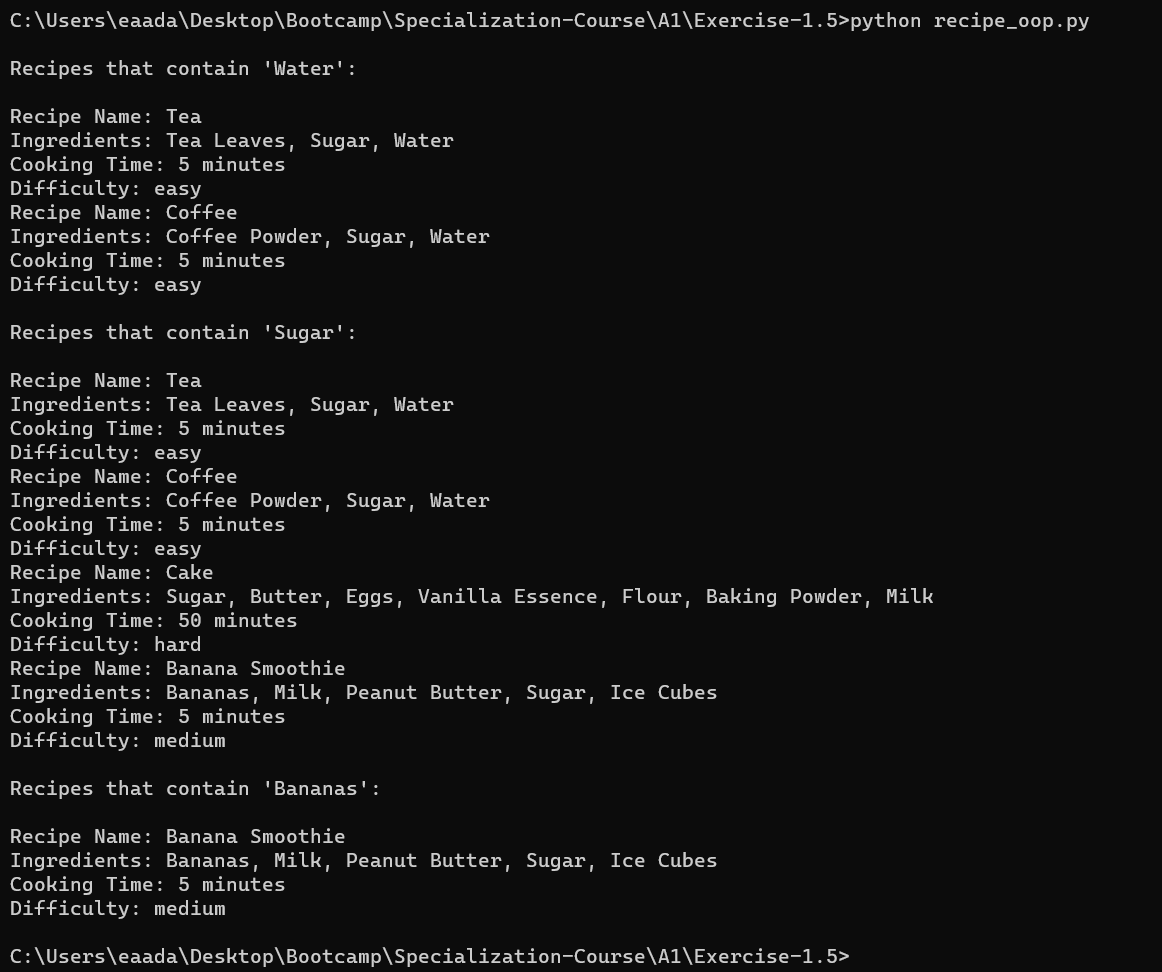 C:\Users\eaada\Desktop\Bootcamp\Specialization-Course\A1\Exercise-1.5>python recipe_oop.py
Recipes that contain 'Water':
Recipe Name: Tea
Ingredients: Tea Leaves, Sugar, Water
Cooking Time: 5 minutes
Difficulty: easy
Recipe Name: Coffee
Ingredients: Coffee Powder, Sugar, Water
Cooking Time: 5 minutes
Difficulty: easy
Recipes that contain 'Sugar':
Recipe Name: Tea
Ingredients: Tea Leaves, Sugar, Water
Cooking Time: 5 minutes
Difficulty: easy
Recipe Name: Coffee
Ingredients: Coffee Powder, Sugar, Water
Cooking Time: 5 minutes
Difficulty: easy
Recipe Name: Cake
Ingredients: Sugar, Butter, Eggs, Vanilla Essence, Flour, Baking Powder, Milk
Cooking Time: 50 minutes
Difficulty: hard
Recipe Name: Banana Smoothie
Ingredients: Bananas, Milk, Peanut Butter, Sugar, Ice Cubes
Cooking Time: 5 minutes
Difficulty: medium
Recipes that contain 'Bananas':
Recipe Name: Banana Smoothie
Ingredients: Bananas, Milk, Peanut Butter, Sugar, Ice Cubes
Cooking Time: 5 minutes
Difficulty: medium
C:\Users\eaada\Desktop\Bootcamp\Specialization-Course\A1\Exercise-1.5>